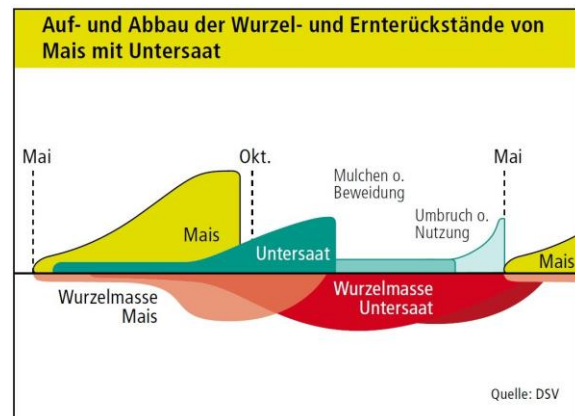 Auf- und Abbau der Wurzel- und Ernterückstände von
Mais mit Untersaat
Mai
Okt.
Mulchen o.
Beweidung
Mai
Umbruch o.
Nutzung
Mais
Untersaat
Mais
Wurzelmasse
Mais
Wurzelmasse
Untersaat
Quelle: DSV